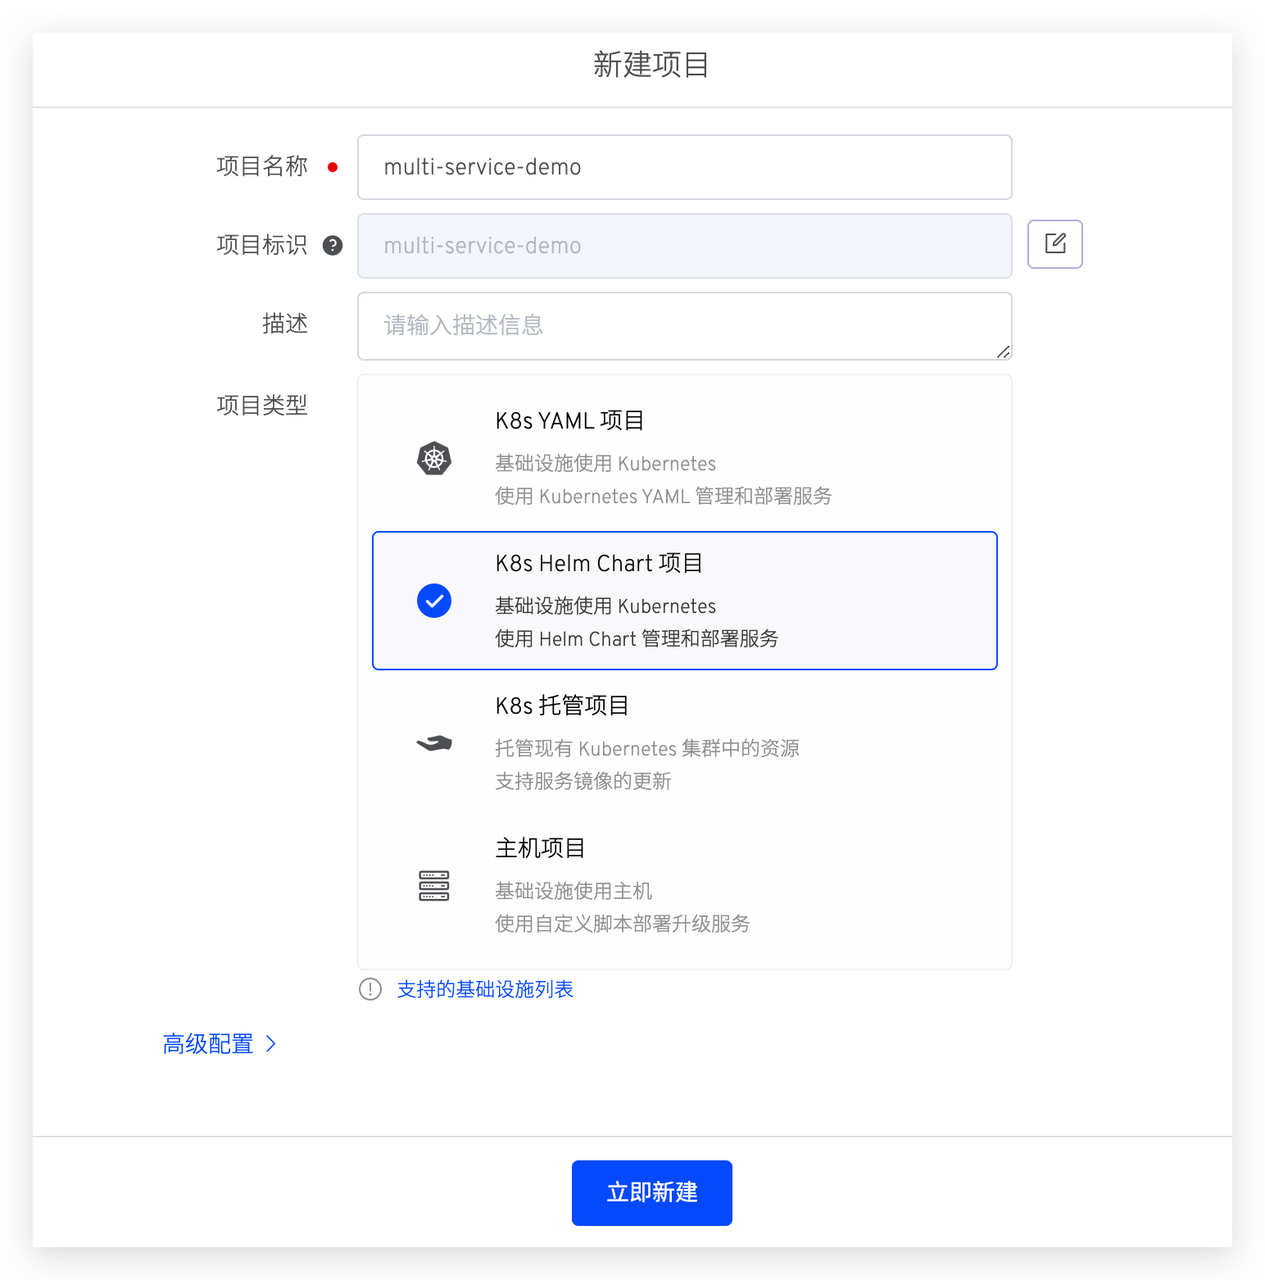 新建项目
项目名称
multi-service-demo
项目标识
multi-service-demo
描述
请输入描述信息
项目类型
K8s YAML 项目
基础设施使用 Kubernetes
使用 Kubernetes YAML 管理和部署服务
K8s Helm Chart 项目
基础设施使用 Kubernetes
使用 Helm Chart 管理和部署服务
K8s 托管项目
托管现有 Kubernetes 集群中的资源
支持服务镜像的更新
主机项目
基础设施使用主机
使用自定义脚本部署升级服务
支持的基础设施列表
高级配置
立即新建